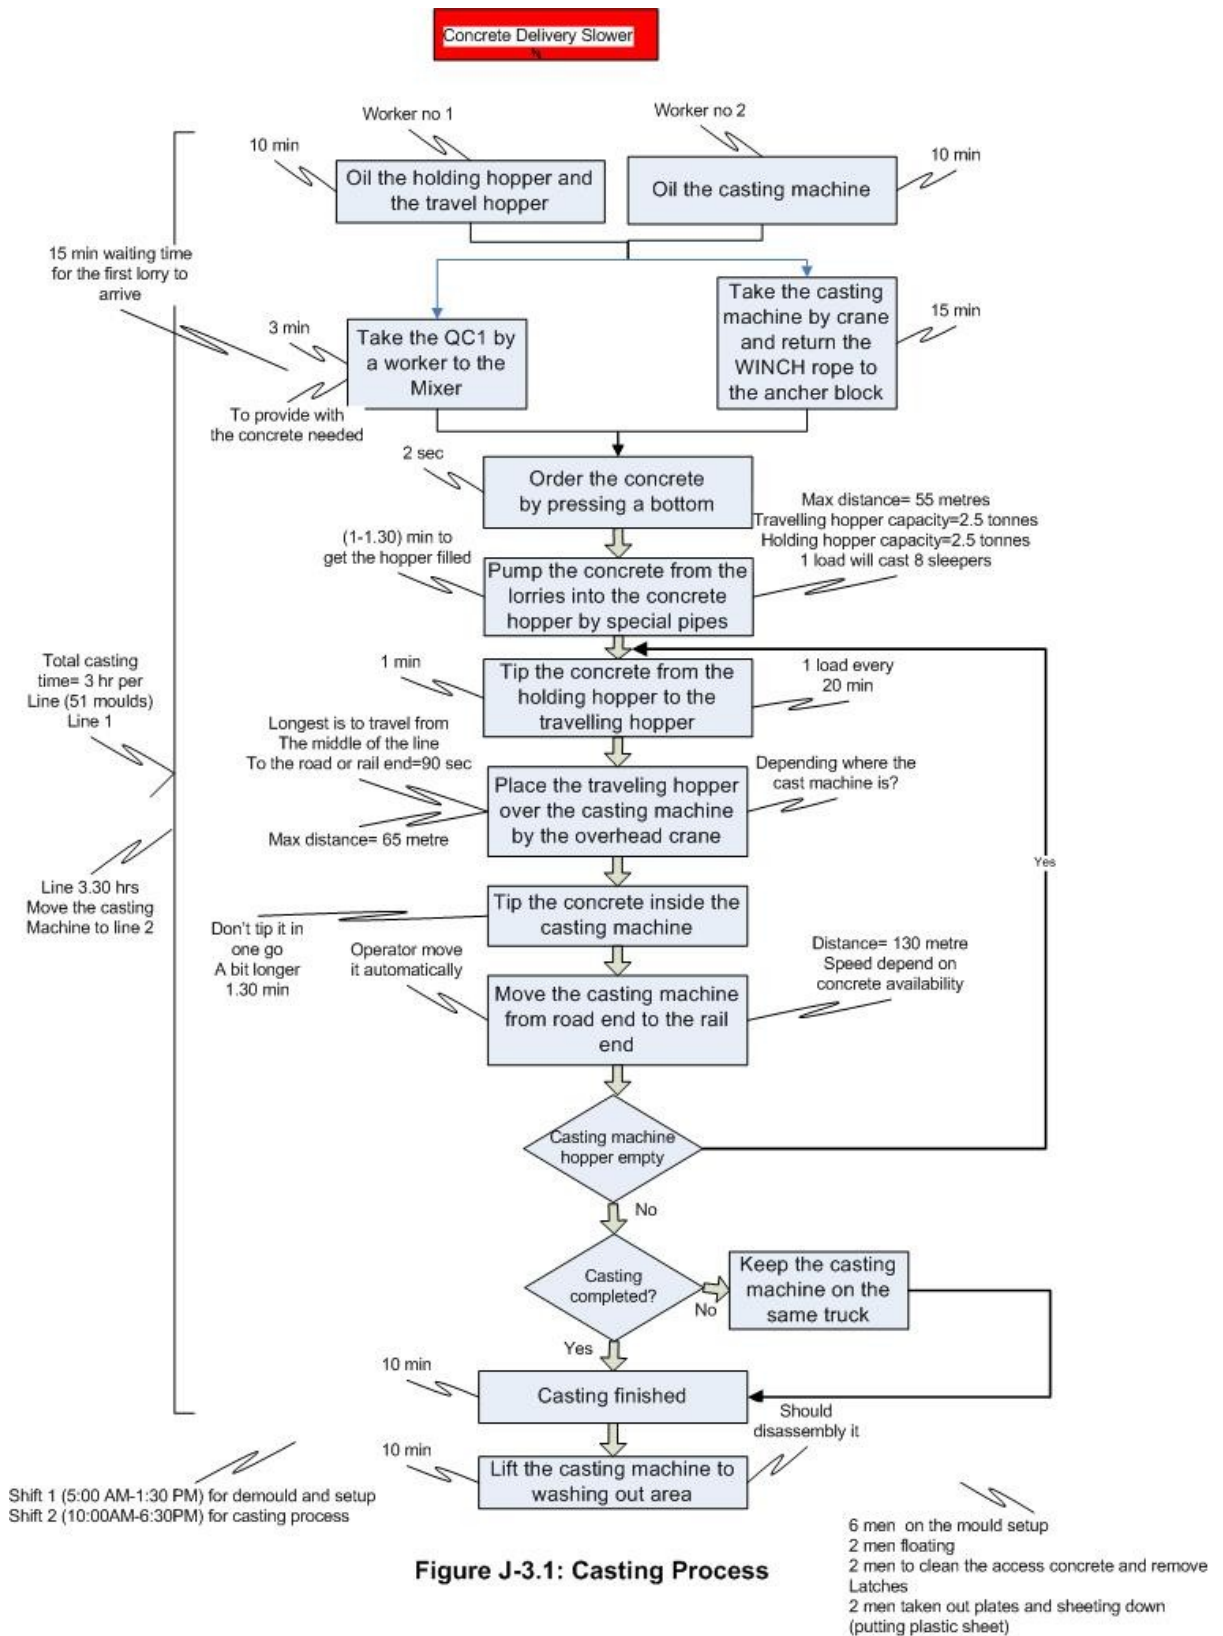 Concrete Delivery Slower
Worker no 1
Worker no 2
10 min
10 min
Oil the holding hopper and
the travel hopper
Oil the casting machine
15 min waiting time
for the first lorry to
arrive
3 min
Take the QC1 by
a worker to the
Mixer
To provide with
the concrete needed
Take the casting
machine by crane
and return the
WINCH rope to
the ancher block
15 min
2 sec
Order the concrete
by pressing a bottom
(1-1.30) min to
get the hopper filled
Pump the concrete from the
lorries into the concrete
hopper by special pipes
Max distance= 55 metres
Travelling hopper capacity=2.5 tonnes
Holding hopper capacity=2.5 tonnes
1 load will cast 8 sleepers
1 min
Tip the concrete from the
holding hopper to the
travelling hopper
1 load every
20 min
Total casting
time= 3 hr per
Line (51 moulds)
Line 1
Longest is to travel from
The middle of the line
To the road or rail end=90 sec
Max distance= 65 metre
Place the traveling hopper
over the casting machine
by the overhead crane
Depending where the
cast machine is?
Yes
Line 3.30 hrs
Move the casting
Machine to line 2
Tip the concrete inside the
casting machine
Don't tip it in
one go
A bit longer
1.30 min
Operator move
it automatically
Move the casting machine
from road end to the rail
end
Distance= 130 metre
Speed depend on
concrete availability
Casting machine
hopper empty
No
Casting
completed?
No
Keep the casting
machine on the
same truck
Yes
10 min
Casting finished
Should
disassembly it
10 min
Lift the casting machine to
washing out area
Shift 1 (5:00 AM-1:30 PM) for demould and setup
Shift 2 (10:00AM-6:30PM) for casting process
6 men on the mould setup
2 men floating
2 men to clean the access concrete and remove
Latches
2 men taken out plates and sheeting down
(putting plastic sheet)
Figure J-3.1: Casting Process